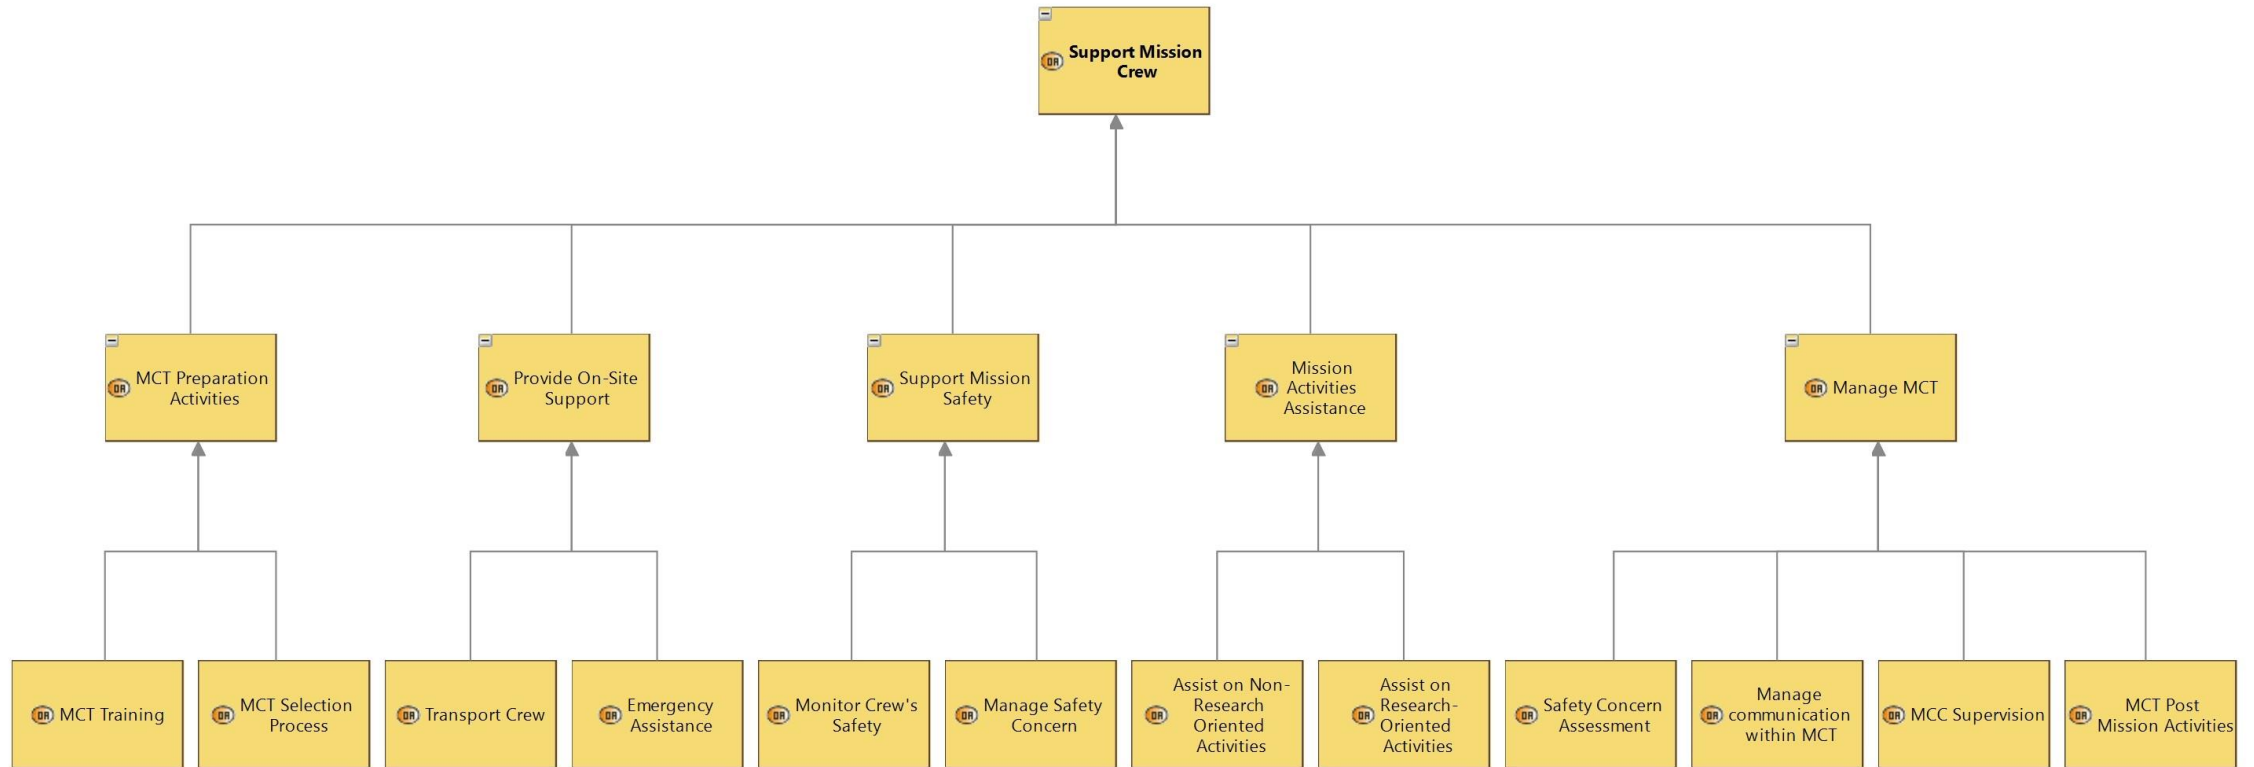 Support Mission
Crew
MCT Preparation
Activities
Provide On-Site
Support
Support Mission
Safety
Mission
Activities
Assistance
Manage MCT
MCT Training
MCT Selection
Process
Transport Crew
Emergency
Assistance
Monitor Crew's
Safety
Manage Safety
Concern
Assist on Non-
Research
Oriented
Activities
Assist on
Research-
Oriented
Activities
Safety Concern
Assessment
Manage
communication
within MCT
MCC Supervision
MCT Post
Mission Activities